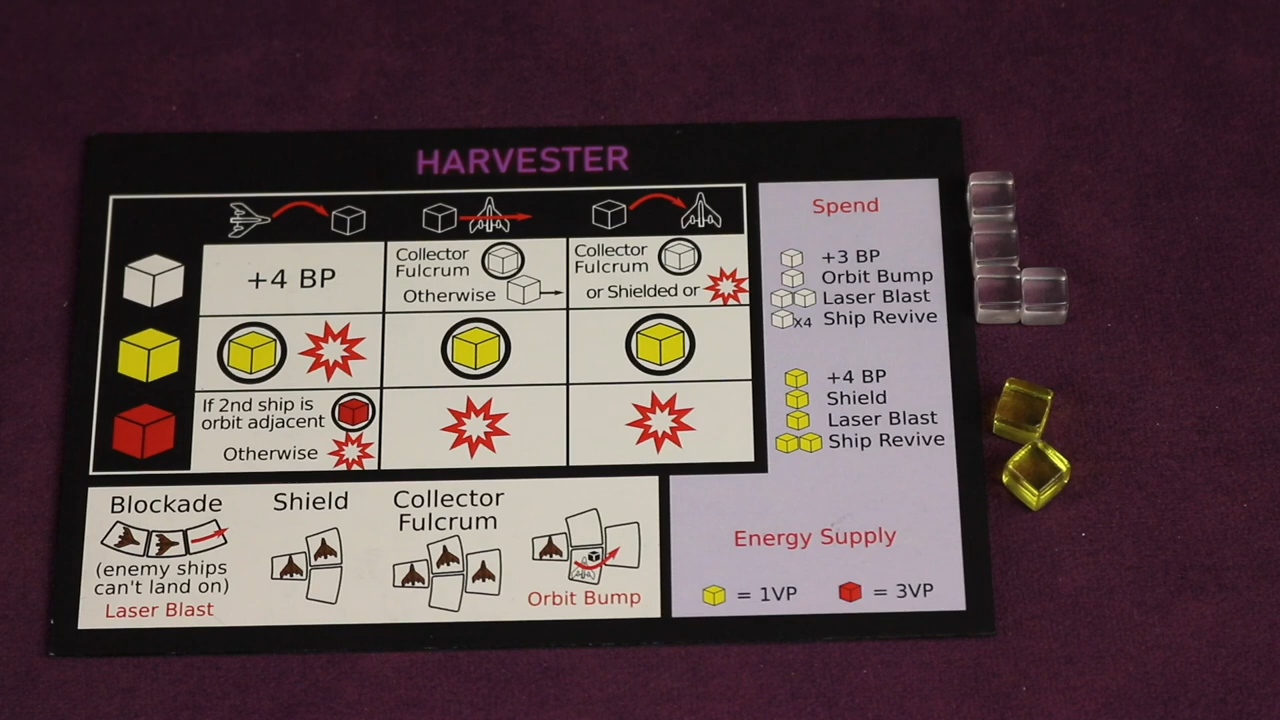 HARVESTER
+4 BP
Collector
Fulcrum
Otherwise
Collector
Fulcrum
or Shielded or
If 2nd ship is
orbit adjacent
Otherwise
Spend
+3 BP
Orbit Bump
Laser Blast
x4 Ship Revive
+4 BP
Shield
Laser Blast
Ship Revive
Blockade
(enemy ships
can't land on)
Laser Blast
Shield
Collector
Fulcrum
Orbit Bump
Energy Supply
= 1VP
= 3VP